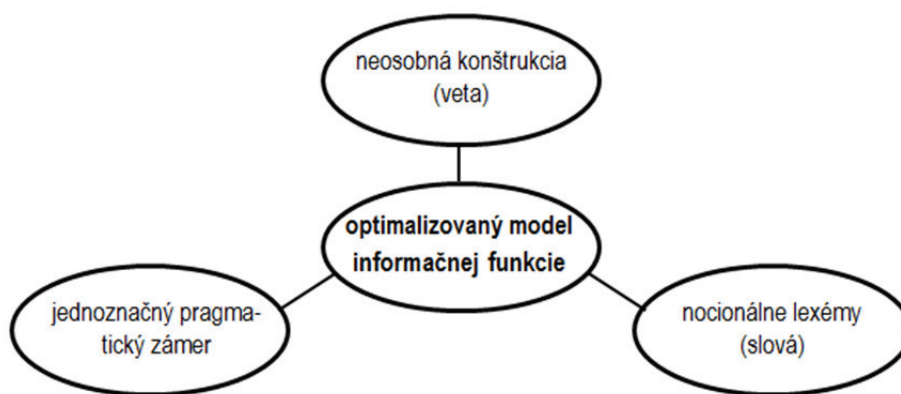 neosobná konštrukcia
(veta)
optimalizovaný model
informačnej funkcie
jednoznačný pragma-
tický zámer
nocionálne lexémy
(slová)